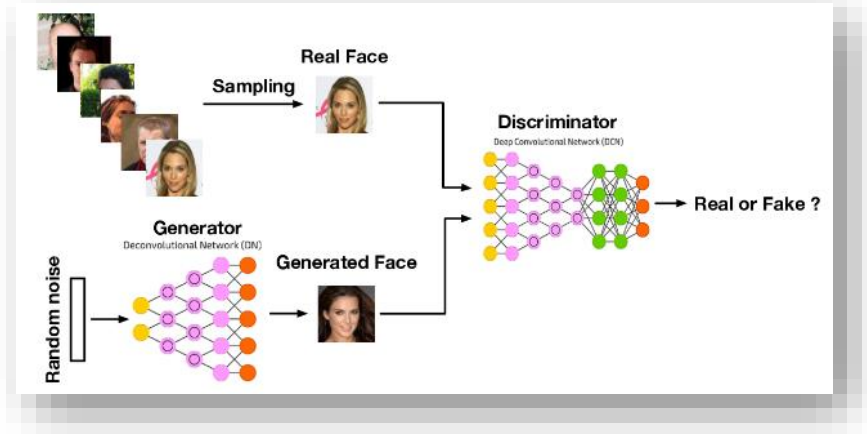 Real Face
Sampling
Discriminator
Deep Convolutional Network (DCN)
Real or Fake ?
Generator
Deconvolutional Network (DN)
Generated Face
Random noise